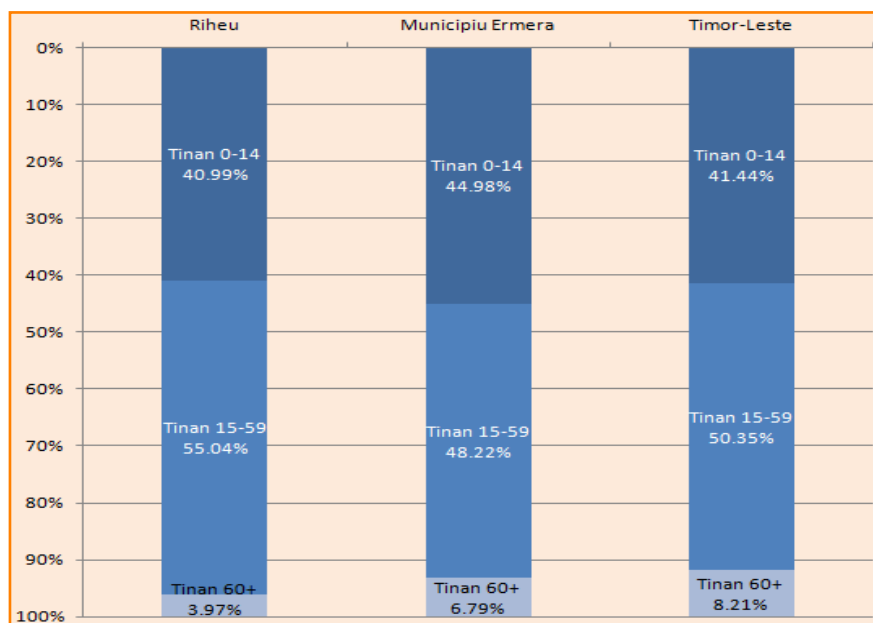 Riheu
Municipiu Ermera
Timor-Leste
0%
10%
20%
30%
40%
50%
60%
70%
80%
90%
100%
Tinan 0-14
40.99%
Tinan 15-59
55.04%
Tinan 60+
3.97%
Tinan 0-14
44.98%
Tinan 15-59
48.22%
Tinan 60+
6.79%
Tinan 0-14
41.44%
Tinan 15-59
50.35%
Tinan 60+
8.21%